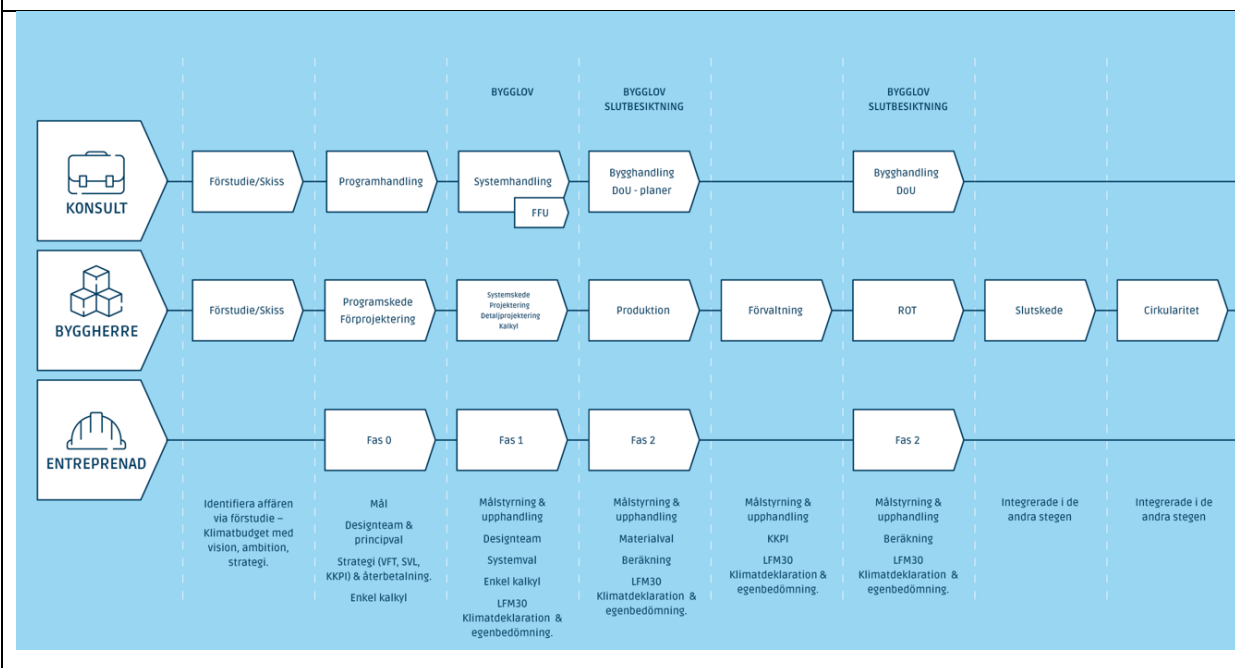 BYGGLOV
BYGGLOV
SLUTBESIKTNING
BYGGLOV
SLUTBESIKTNING
KONSULT
Förstudie/Skiss
Programhandling
Systemhandling
FFU
Bygghandling
DoU - planer
Bygghandling
DoU
BYGGHERRE
Förstudie/Skiss
Programskede
Förprojektering
Systemskede
Projektering
Detaljprojektering
Kalkyl
Produktion
Förvaltning
ROT
Slutskede
Cirkularitet
ENTREPRENAD
Fas 0
Fas 1
Fas 2
Fas 2
Identifiera affären
via förstudie –
Klimatbudget med
vision, ambition,
strategi.
Mål
Designteam &
principval
Strategi (VFT, SVL,
KKPI) & återbetalning.
Enkel kalkyl
Målstyrning &
upphandling
Designteam
Systemval
Enkel kalkyl
LFM30
Klimatdeklaration &
egenbedömning.
Målstyrning &
upphandling
Materialval
Beräkning
LFM30
Klimatdeklaration &
egenbedömning.
Målstyrning &
upphandling
KKPI
LFM30
Klimatdeklaration &
egenbedömning.
Målstyrning &
upphandling
Beräkning
LFM30
Klimatdeklaration &
egenbedömning.
Integrerade i de
andra stegen
Integrerade i de
andra stegen